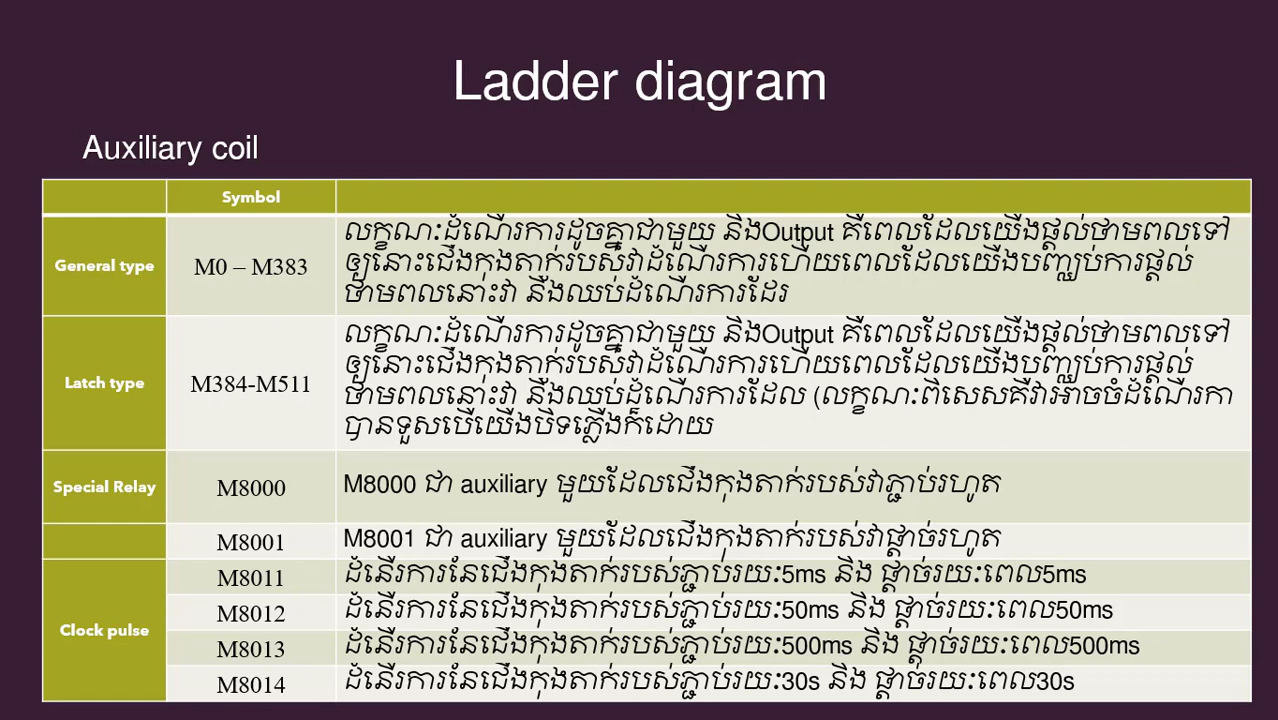 Ladder diagram
Auxiliary coil
Symbol
General type
M0 – M383
លក្ខណៈដំណើរការដូចគ្នាជាមួយ និងOutput គឺពេលដែលយើងផ្តល់ថាមពលទៅ
ឲ្យនោះជើងកុងតាក់របស់វាដំណើរការហើយពេលដែលយើងបញ្ឈប់ការផ្តល់
ថាមពលនោះវា នឹងឈប់ដំណើរការដែរ
Latch type
M384-M511
លក្ខណៈដំណើរការដូចគ្នាជាមួយ និងOutput គឺពេលដែលយើងផ្តល់ថាមពលទៅ
ឲ្យនោះជើងកុងតាក់របស់វាដំណើរការហើយពេលដែលយើងបញ្ឈប់ការផ្តល់
ថាមពលនោះវា នឹងឈប់ដំណើរការដែល (លក្ខណៈពិសេសគឺវាអាចចំដំណើរកា
បានទួសបើយើងបិទភ្លើងក៏ដោយ
Special Relay
M8000
M8000 ជា auxiliary មួយដែលជើងកុងតាក់របស់វាភ្ជាប់រហូត
M8001
M8001 ជា auxiliary មួយដែលជើងកុងតាក់របស់វាផ្តាច់រហូត
Clock pulse
M8011
ដំនើរការនៃជើងកុងតាក់របស់ភ្ជាប់រយៈ5ms និង ផ្តាច់រយៈពេល5ms
M8012
ដំនើរការនៃជើងកុងតាក់របស់ភ្ជាប់រយៈ50ms និង ផ្តាច់រយៈពេល50ms
M8013
ដំនើរការនៃជើងកុងតាក់របស់ភ្ជាប់រយៈ500ms និង ផ្តាច់រយៈពេល500ms
M8014
ដំនើរការនៃជើងកុងតាក់របស់ភ្ជាប់រយៈ30s និង ផ្តាច់រយៈពេល30s